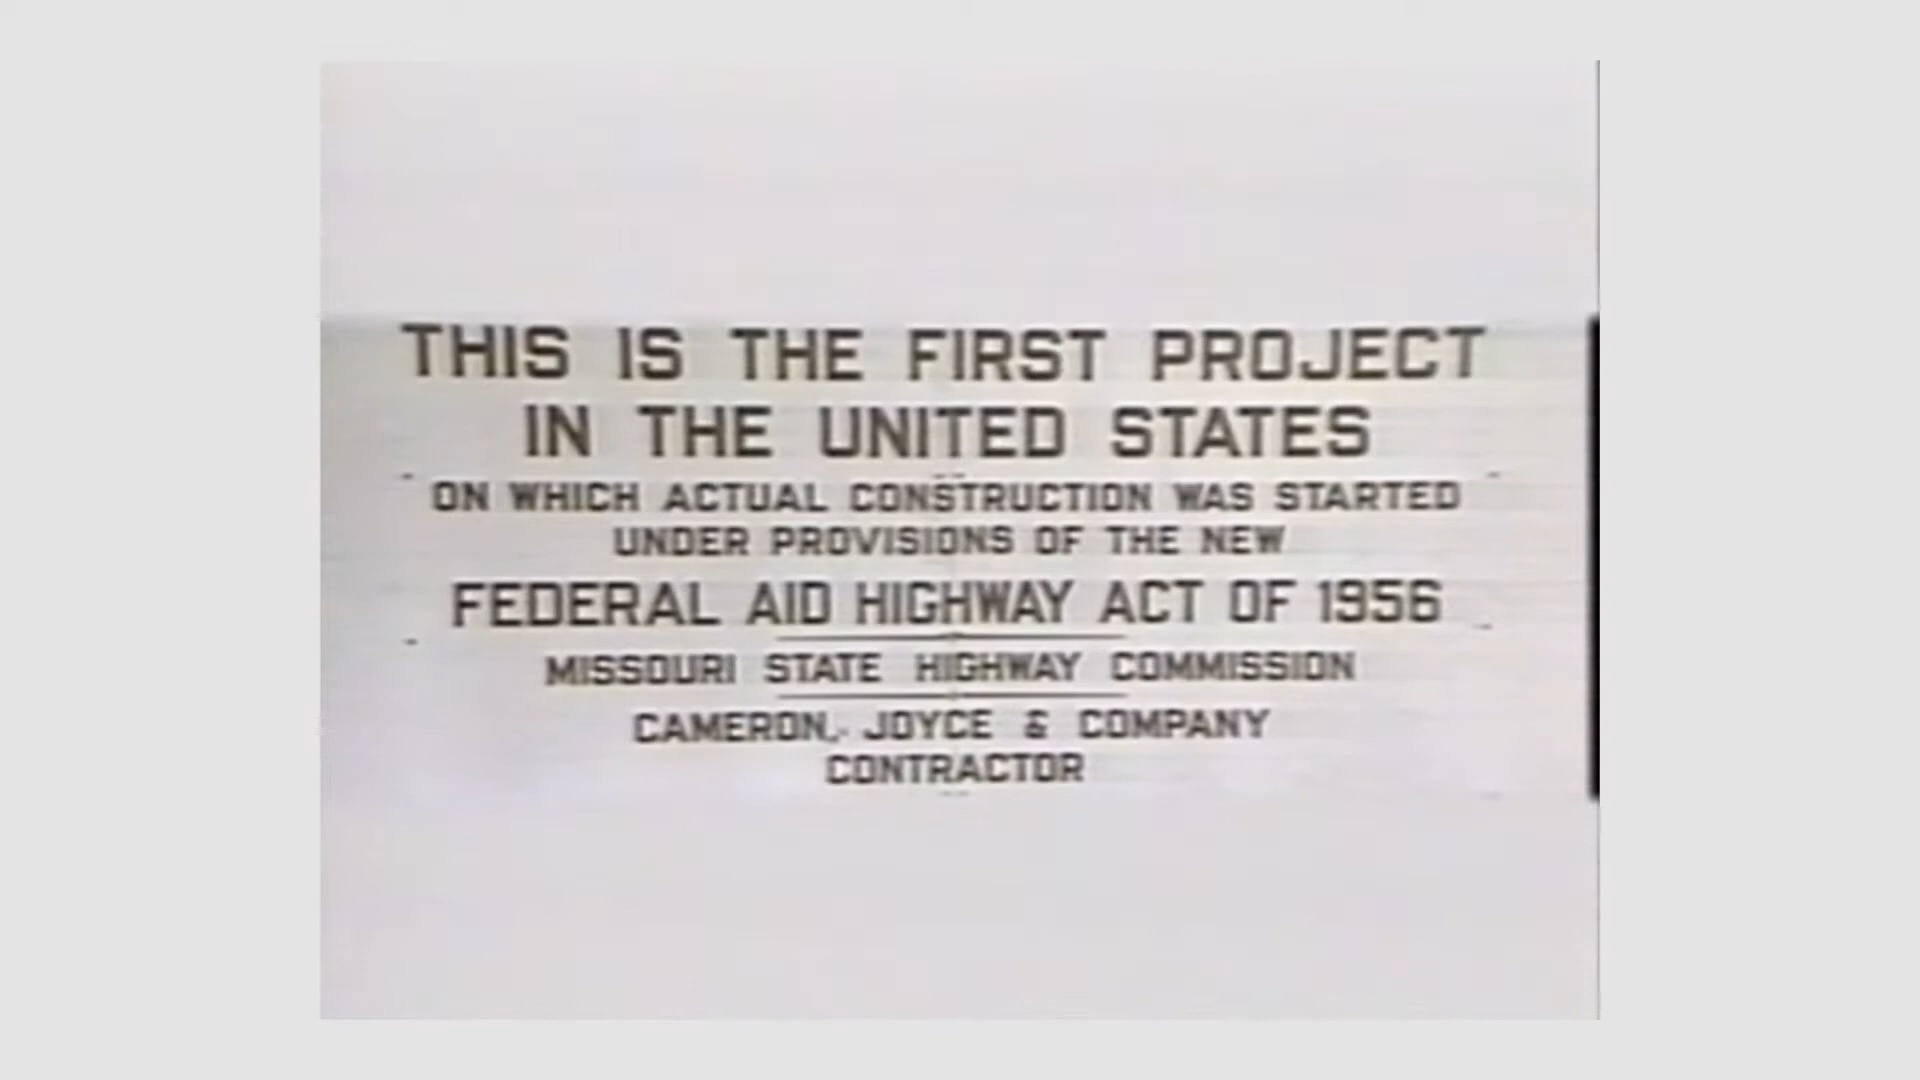 THIS IS THE FIRST PROJECT
IN THE UNITED STATES
ON WHICH ACTUAL CONSTRUCTION WAS STARTED
UNDER PROVISIONS OF THE NEW
FEDERAL AID HIGHWAY ACT OF 1956
MISSOURI STATE HIGHWAY COMMISSION
CAMERON, JOYCE & COMPANY
CONTRACTOR